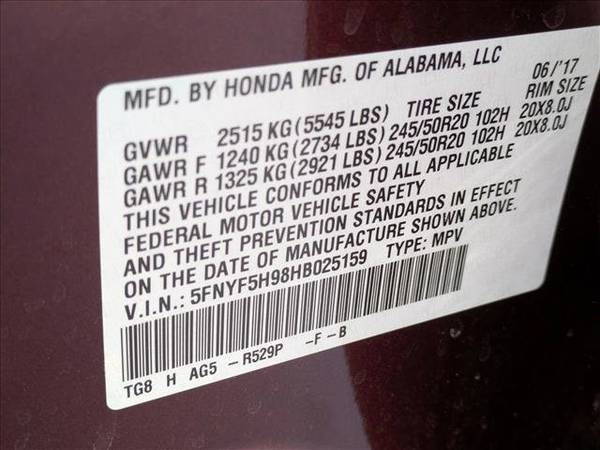 MFD. BY HONDA MFG. OF ALABAMA, LLC 06/'17
GVWR 2515 KG(5545 LBS) TIRE SIZE RIM SIZE
GAWR F 1240 KG(2734 LBS) 245/50R20 102H 20X8.0J
GAWR R 1325 KG(2921 LBS) 245/50R20 102H 20X8.0J
THIS VEHICLE CONFORMS TO ALL APPLICABLE
FEDERAL MOTOR VEHICLE SAFETY
AND THEFT PREVENTION STANDARDS IN EFFECT
ON THE DATE OF MANUFACTURE SHOWN ABOVE.
V.I.N.: 5FNYF5H98HB025159 TYPE: MPV
TG8 H AG5 -R529P -F-B